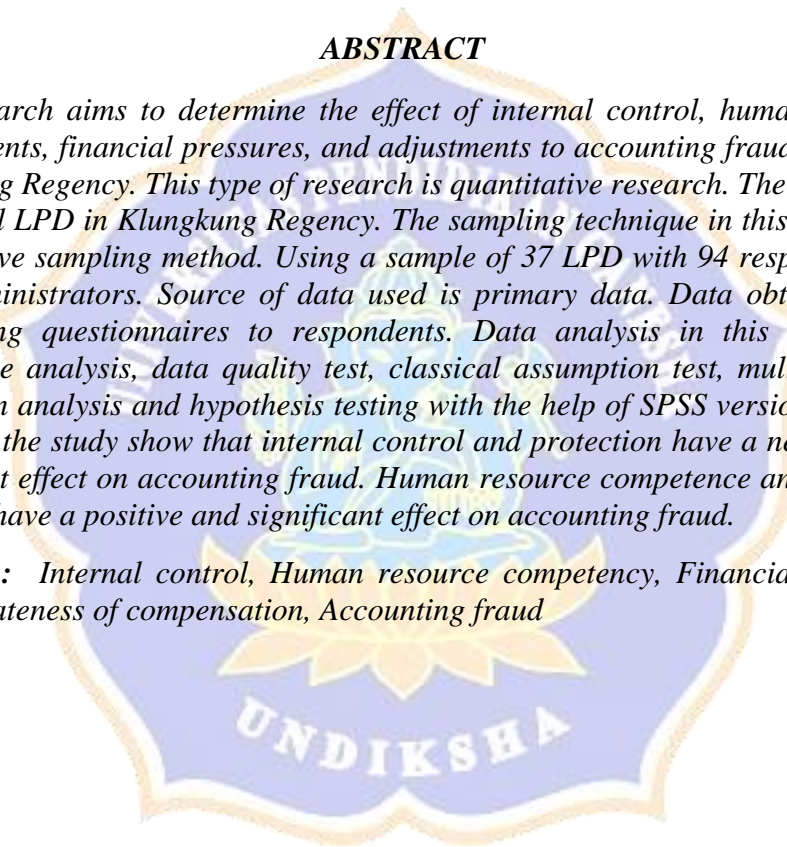 ABSTRACT
arch aims to determine the effect of internal control, huma
ents, financial pressures, and adjustments to accounting fraud
g Regency. This type of research is quantitative research. The
l LPD in Klungkung Regency. The sampling technique in this
ve sampling method. Using a sample of 37 LPD with 94 resp
ministrators. Source of data used is primary data. Data obt
ng questionnaires to respondents. Data analysis in this
e analysis, data quality test, classical assumption test, mul
n analysis and hypothesis testing with the help of SPSS versio
the study show that internal control and protection have a ne
t effect on accounting fraud. Human resource competence an
have a positive and significant effect on accounting fraud.
: Internal control, Human resource competency, Financial
ateness of compensation, Accounting fraud
UNDIKSHA